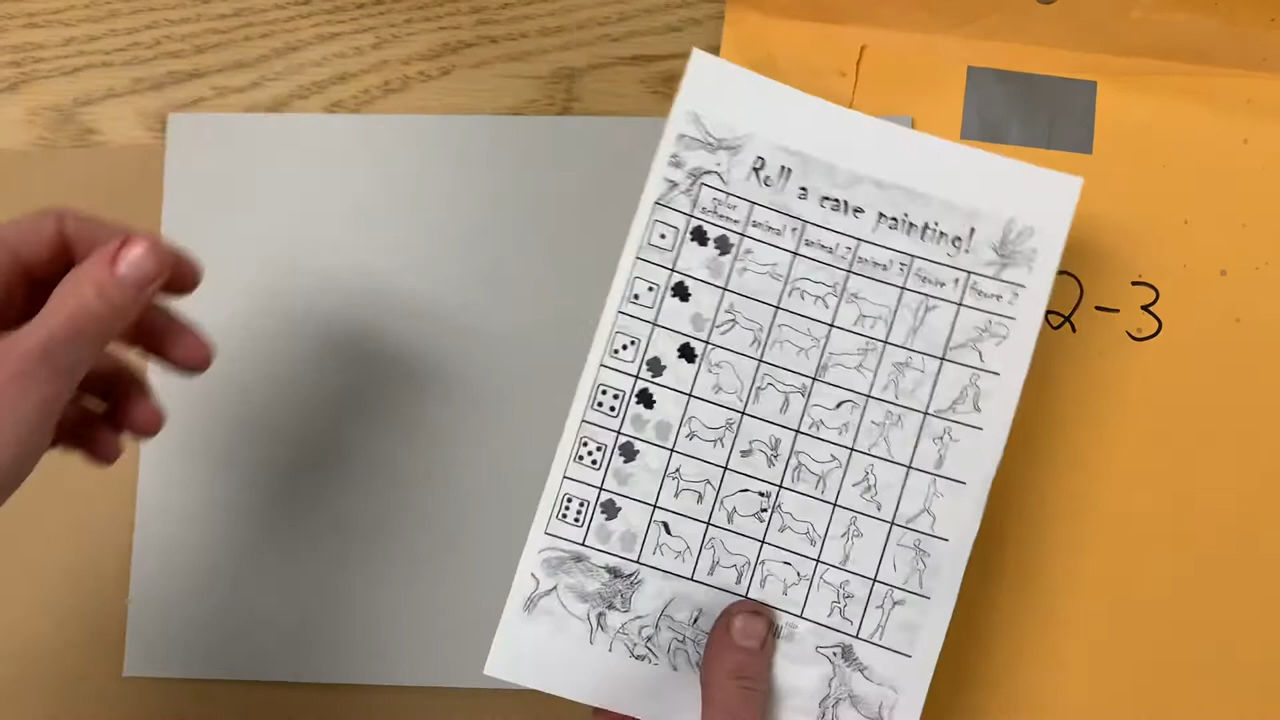 Roll a cave painting!
color scheme animal 1 animal 2 animal 3 figure 1 figure 2
2-3